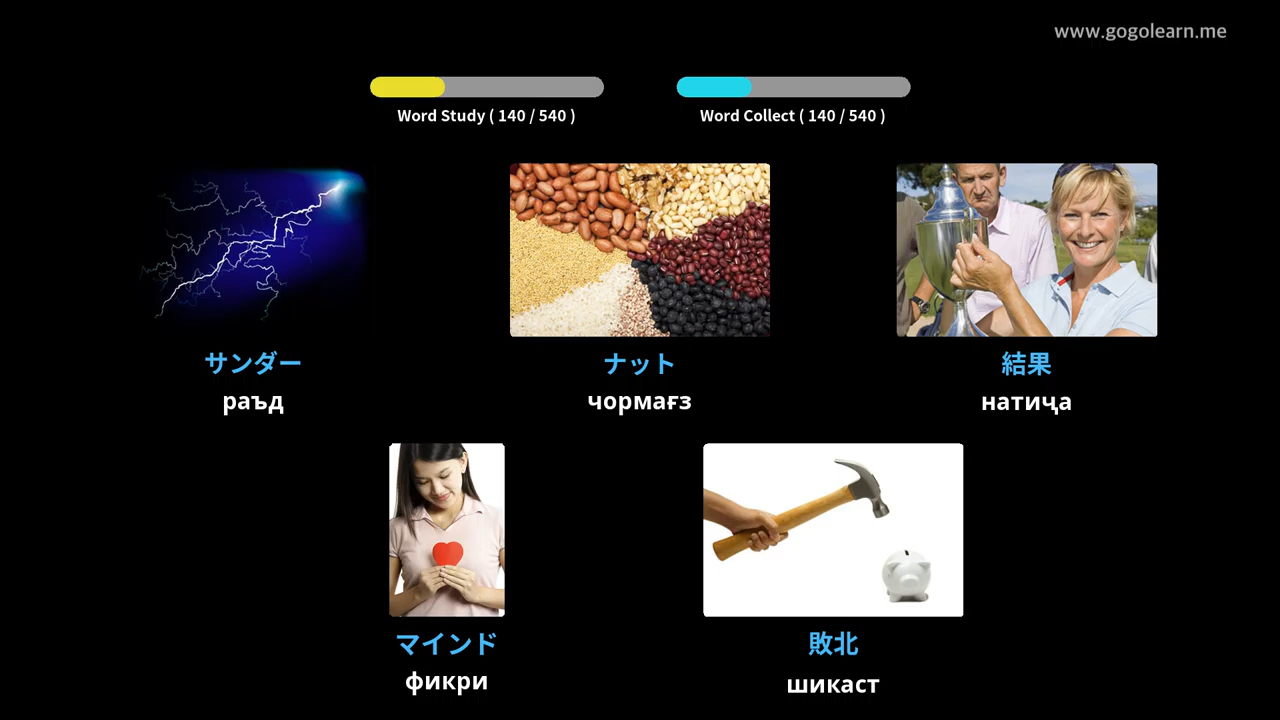 www.gogolearn.me
Word Study ( 140 / 540 )
Word Collect ( 140 / 540 )
サンダー
раъд
ナット
чормағз
結果
натиҷа
マインド
фикри
敗北
шикаст